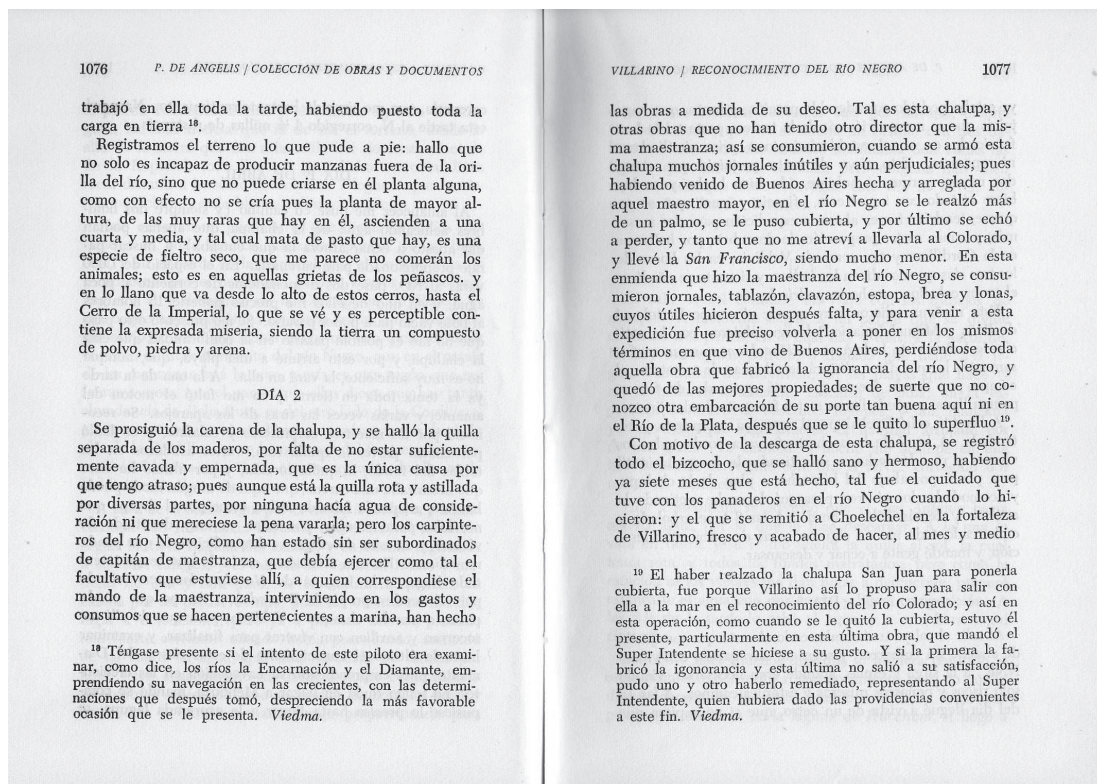 1076 P. DE ANGELIS / COLECCIÓN DE OBRAS Y DOCUMENTOS
trabajó en ella toda la tarde, habiendo puesto toda la
carga en tierra 18.
Registramos el terreno lo que pude a pie: hallo que
no solo es incapaz de producir manzanas fuera de la ori-
lla del río, sino que no puede criarse en él planta alguna,
como con efecto no se cría pues la planta de mayor al-
tura, de las muy raras que hay en él, ascienden a una
cuarta y media, y tal cual mata de pasto que hay, es una
especie de fieltro seco, que me parece no comerán los
animales; esto es en aquellas grietas de los peñascos. y
en lo llano que va desde lo alto de estos cerros, hasta el
Cerro de la Imperial, lo que se vé y es perceptible con-
tiene la expresada miseria, siendo la tierra un compuesto
de polvo, piedra y arena.
DÍA 2
Se prosiguió la carena de la chalupa, y se halló la quilla
separada de los maderos, por falta de no estar suficiente-
mente cavada y empernada, que es la única causa por
que tengo atraso; pues aunque está la quilla rota y astillada
por diversas partes, por ninguna hacía agua de conside-
ración ni que mereciese la pena vararla; pero los carpinte-
ros del río Negro, como han estado sin ser subordinados
de capitán de maestranza, que debía ejercer como tal el
facultativo que estuviese allí, a quien correspondiese el
mando de la maestranza, interviniendo en los gastos y
consumos que se hacen pertenecientes a marina, han hecho
18 Téngase presente si el intento de este piloto era exami-
nar, como dice, los ríos la Encarnación y el Diamante, em-
prendiendo su navegación en las crecientes, con las determi-
naciones que después tomó, despreciando la más favorable
ocasión que se le presenta. Viedma.
VILLARINO / RECONOCIMIENTO DEL RIO NEGRO 1077
las obras a medida de su deseo. Tal es esta chalupa, y
otras obras que no han tenido otro director que la mis-
ma maestranza; así se consumieron, cuando se armó esta
chalupa muchos jornales inútiles y aún perjudiciales; pues
habiendo venido de Buenos Aires hecha y arreglada por
aquel maestro mayor, en el río Negro se le realzó más
de un palmo, se le puso cubierta, y por último se echó
a perder, y tanto que no me atreví a llevarla al Colorado,
y llevé la San Francisco, siendo mucho menor. En esta
enmienda que hizo la maestranza del río Negro, se consu-
mieron jornales, tablazón, clavazón, estopa, brea y lonas,
cuyos útiles hicieron después falta, y para venir a esta
expedición fue preciso volverla a poner en los mismos
términos en que vino de Buenos Aires, perdiéndose toda
aquella obra que fabricó la ignorancia del río Negro, y
quedó de las mejores propiedades; de suerte que no co-
nozco otra embarcación de su porte tan buena aquí ni en
el Río de la Plata, después que se le quito lo superfluo 19.
Con motivo de la descarga de esta chalupa, se registró
todo el bizcocho, que se halló sano y hermoso, habiendo
ya siete meses que está hecho, tal fue el cuidado que
tuve con los panaderos en el río Negro cuando lo hi-
cieron: y el que se remitió a Choelechel en la fortaleza
de Villarino, fresco y acabado de hacer, al mes y medio
19 El haber realzado la chalupa San Juan para ponerla
cubierta, fue porque Villarino así lo propuso para salir con
ella a la mar en el reconocimiento del río Colorado; y así en
esta operación, como cuando se le quitó la cubierta, estuvo él
presente, particularmente en esta última obra, que mandó el
Super Intendente se hiciese a su gusto. Y si la primera la fa-
bricó la igonorancia y esta última no salió a su satisfacción,
pudo uno y otro haberlo remediado, representando al Super
Intendente, quien hubiera dado las providencias convenientes
a este fin. Viedma.